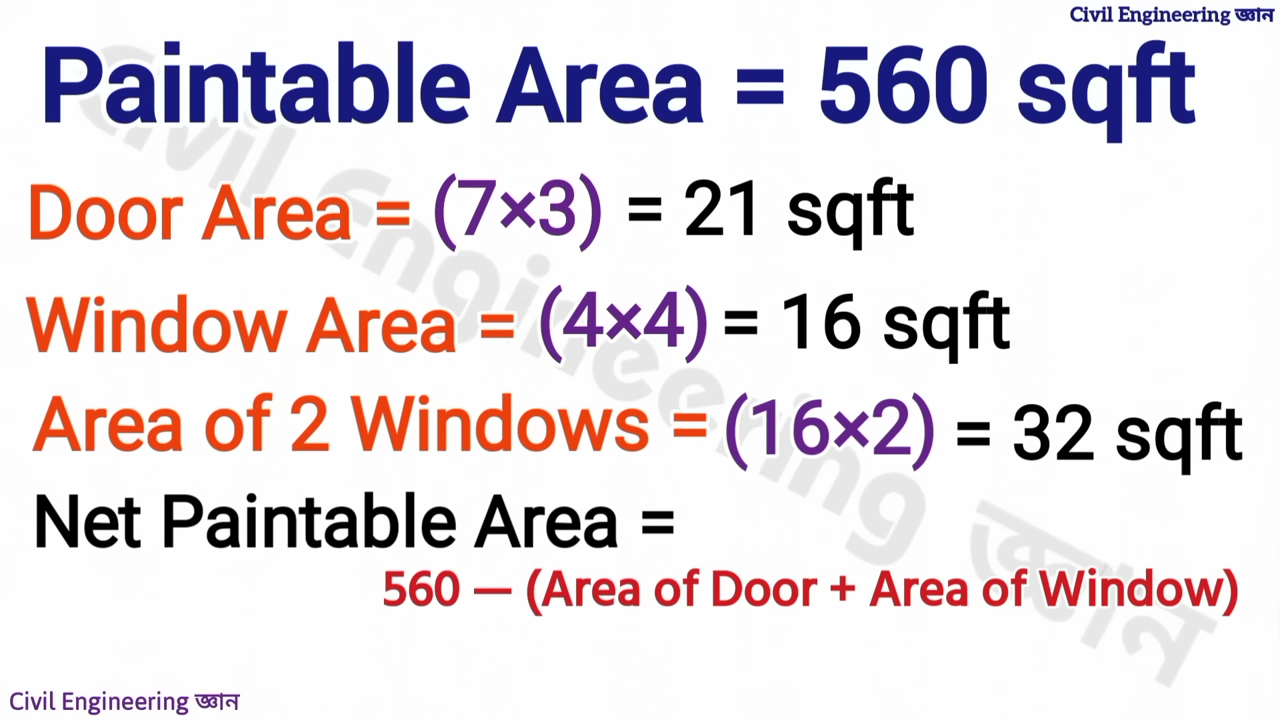 Civil Engineering জ্ঞান
Paintable Area = 560 sqft
Door Area = (7×3) = 21 sqft
Window Area = (4×4) = 16 sqft
Area of 2 Windows = (16×2) = 32 sqft
Net Paintable Area =
560 — (Area of Door + Area of Window)
Civil Engineering জ্ঞান
Civil Engineering জ্ঞান